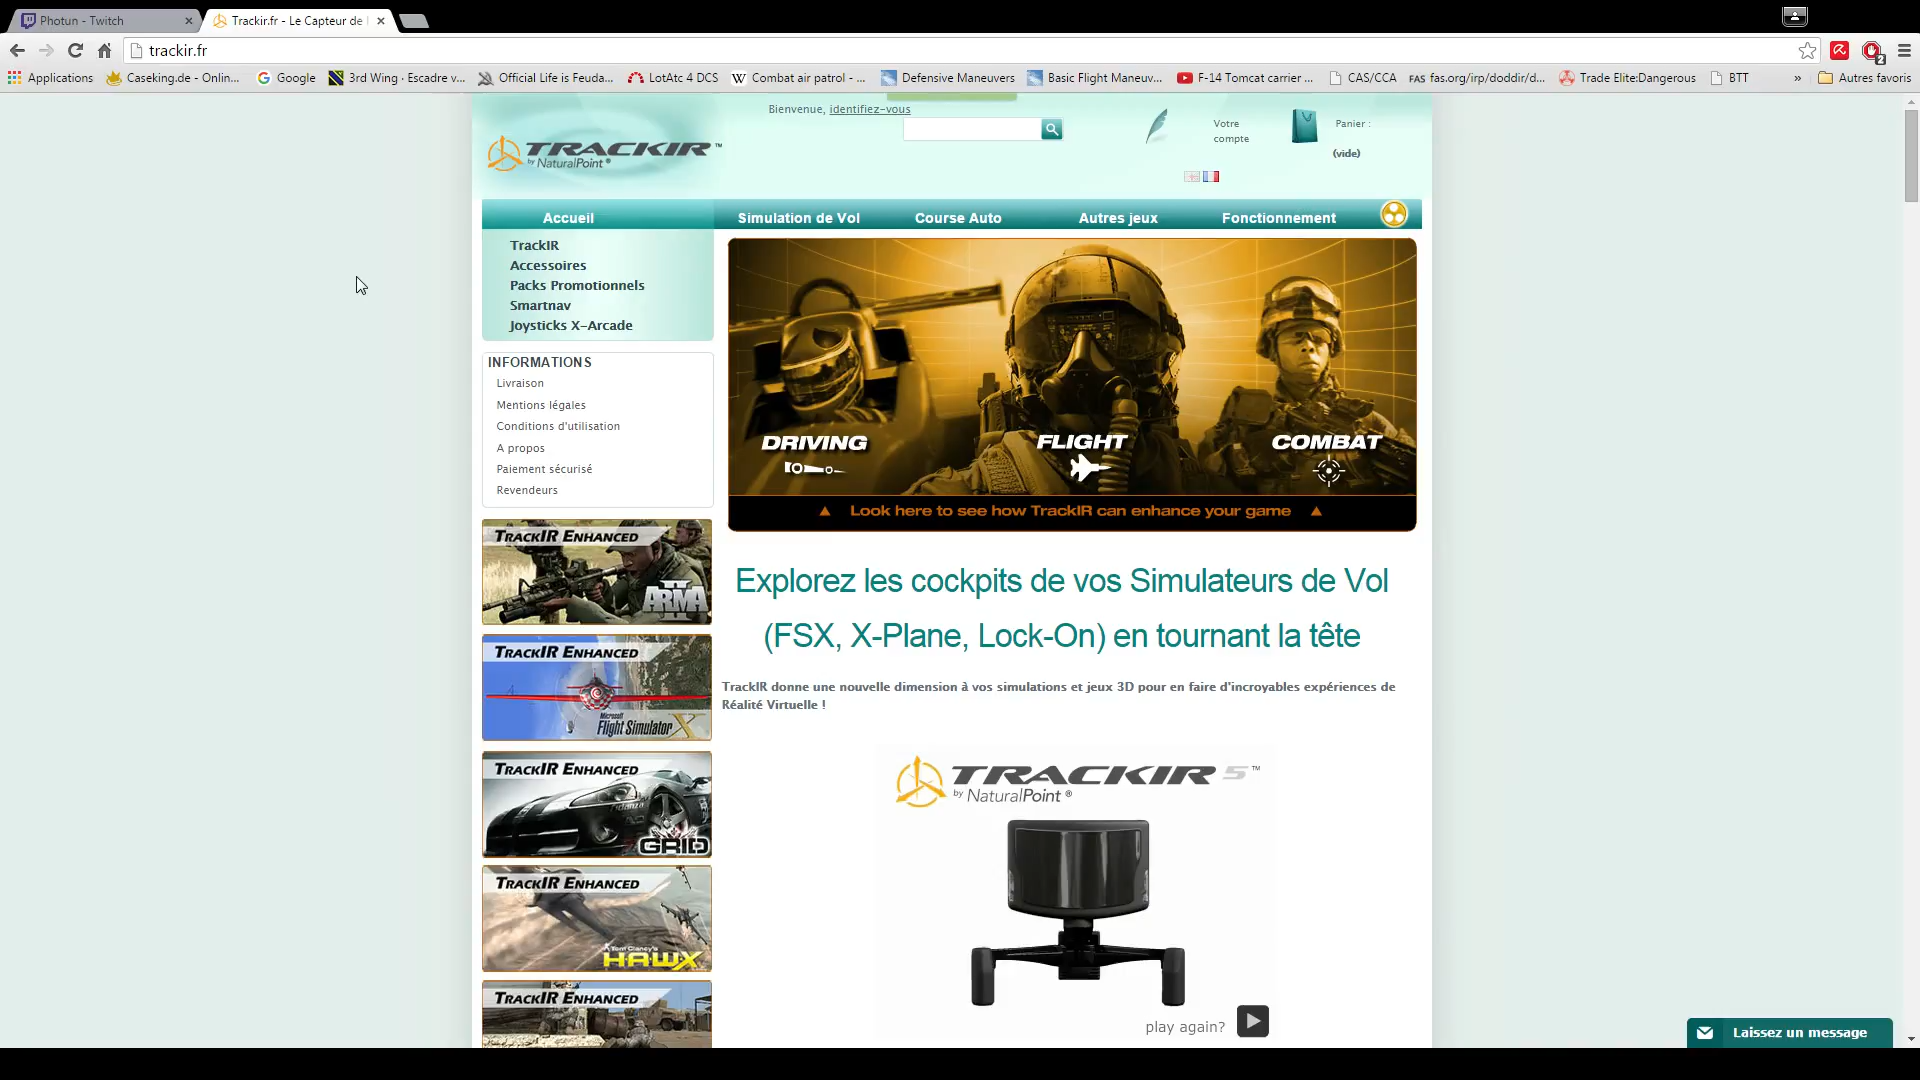 Photun - Twitch
Trackir.fr - Le Capteur de
trackir.fr
Applications
Caseking.de - Onlin...
Google
3rd Wing · Escadre v...
Official Life is Feuda...
LotAtc 4 DCS
Combat air patrol - ...
Defensive Maneuvers
Basic Flight Maneuv...
F-14 Tomcat carrier ...
CAS/CCA
FAS fas.org/irp/doddir/d...
Trade Elite:Dangerous
BTT
»
Autres favoris
2
Bienvenue, identifiez-vous
TRACKIR™
by NaturalPoint®
Votre
compte
Panier :
(vide)
Accueil
Simulation de Vol
Course Auto
Autres jeux
Fonctionnement
TrackIR
Accessoires
Packs Promotionnels
Smartnav
Joysticks X-Arcade
INFORMATIONS
Livraison
Mentions légales
Conditions d'utilisation
A propos
Paiement sécurisé
Revendeurs
DRIVING
FLIGHT
COMBAT
Look here to see how TrackIR can enhance your game
TrackIR Enhanced
ARMA II
TrackIR Enhanced
Microsoft
Flight Simulator X
TrackIR Enhanced
GRID
TrackIR Enhanced
Tom Clancy's
HAWX
TrackIR Enhanced
Explorez les cockpits de vos Simulateurs de Vol
(FSX, X-Plane, Lock-On) en tournant la tête
TrackIR donne une nouvelle dimension à vos simulations et jeux 3D pour en faire d'incroyables expériences de
Réalité Virtuelle !
TRACKIR 5™
by NaturalPoint®
play again?
Laissez un message